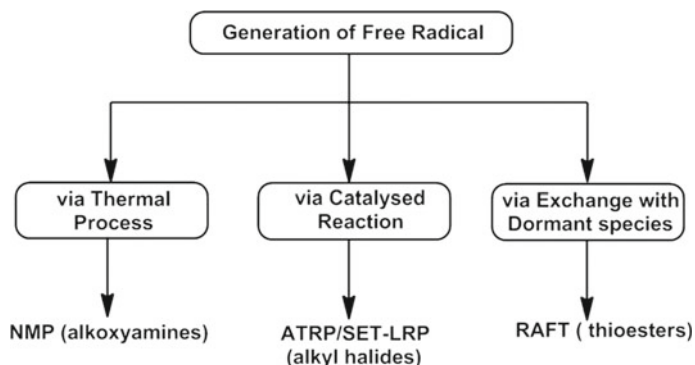 Generation of Free Radical
via Thermal
Process
via Catalysed
Reaction
via Exchange with
Dormant species
NMP (alkoxyamines)
ATRP/SET-LRP
(alkyl halides)
RAFT ( thioesters)